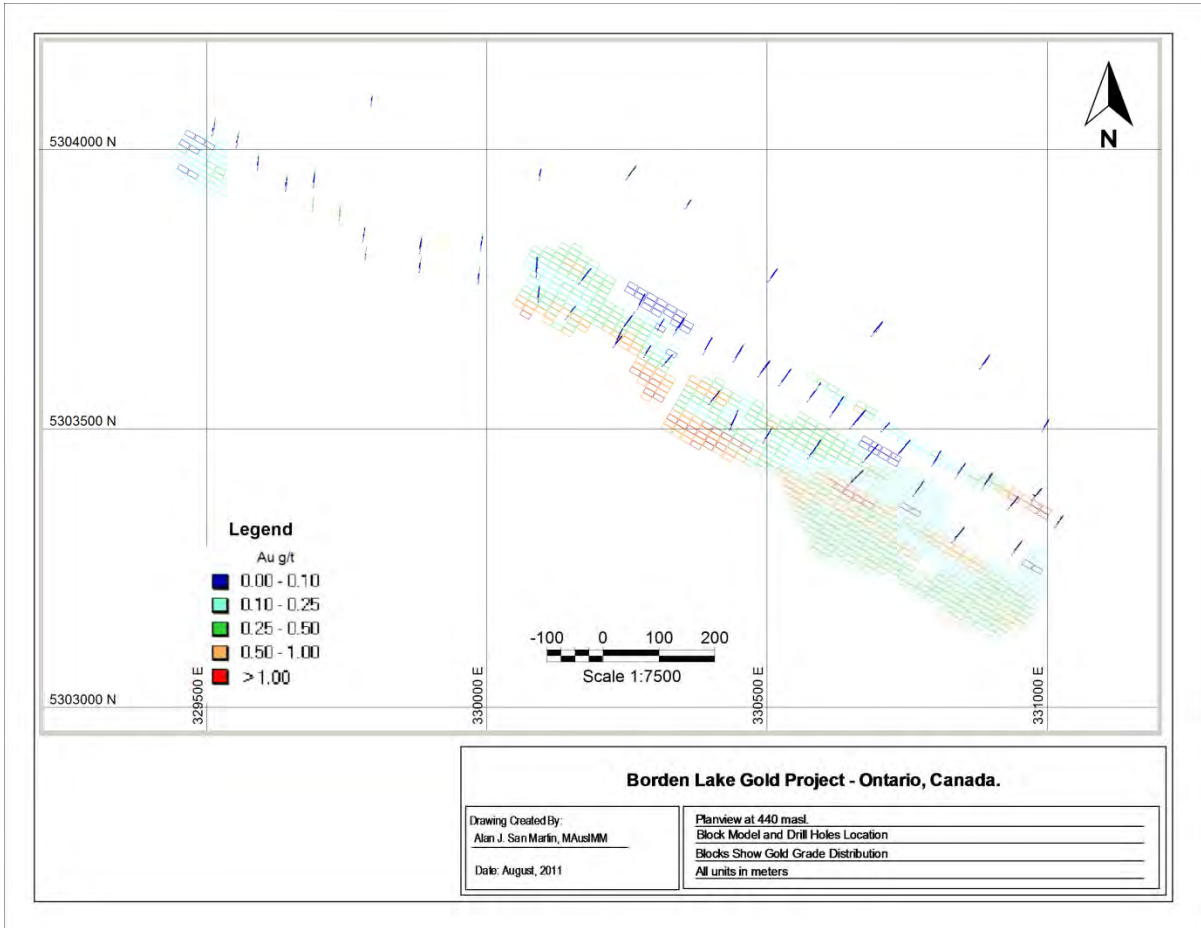 N
5304000 N
5303500 N
Legend
Au g/t
0.00 - 0.10
0.10 - 0.25
0.25 - 0.50
0.50 - 1.00
> 1.00
-100 0 100 200
Scale 1:7500
5303000 N
329500 E
330000 E
330500 E
331000 E
Borden Lake Gold Project - Ontario, Canada.
Drawing Created By:
Alan J. San Martin, MAusIMM
Date: August, 2011
Planview at 440 masl.
Block Model and Drill Holes Location
Blocks Show Gold Grade Distribution
All units in meters